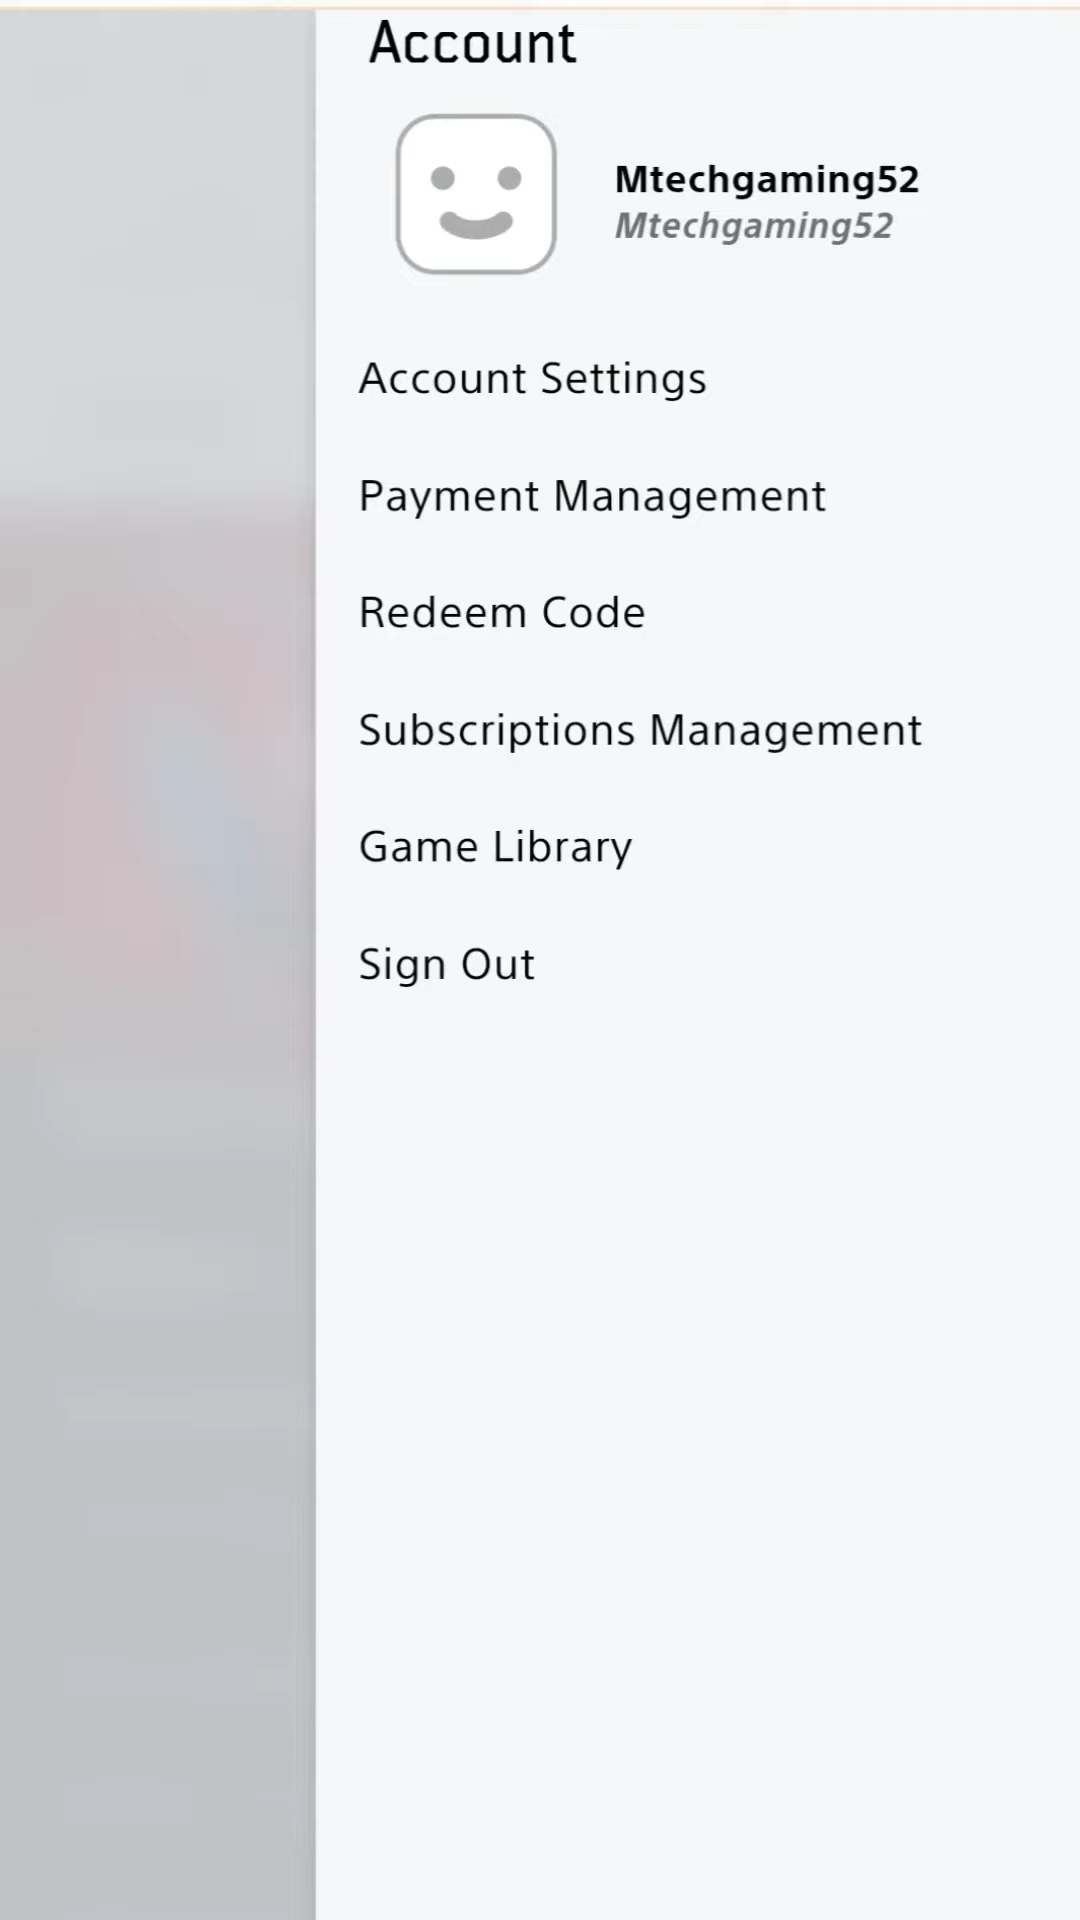 Account
Mtechgaming52
Mtechgaming52
Account Settings
Payment Management
Redeem Code
Subscriptions Management
Game Library
Sign Out